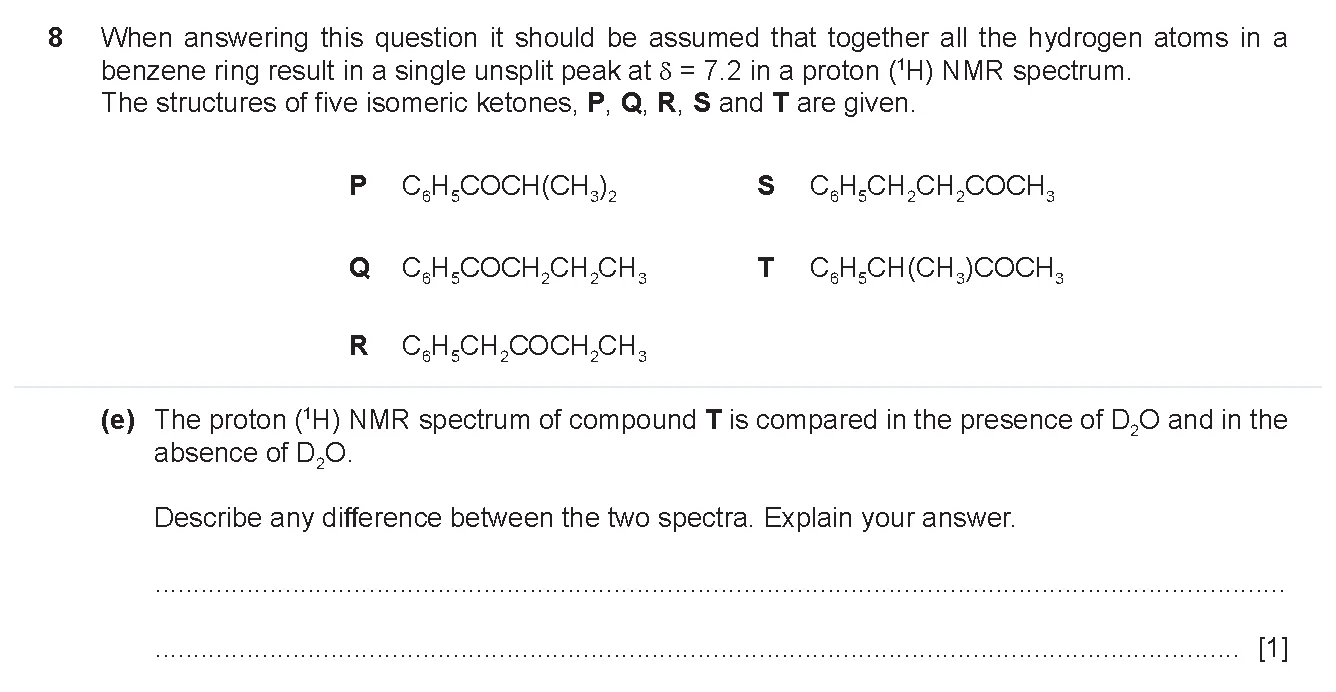 8 When answering this question it should be assumed that together all the hydrogen atoms in a
benzene ring result in a single unsplit peak at δ = 7.2 in a proton (¹H) NMR spectrum.
The structures of five isomeric ketones, P, Q, R, S and T are given.
P C₆H₅COCH(CH₃)₂ S C₆H₅CH₂CH₂COCH₃
Q C₆H₅COCH₂CH₂CH₃ T C₆H₅CH(CH₃)COCH₃
R C₆H₅CH₂COCH₂CH₃
(e) The proton (¹H) NMR spectrum of compound T is compared in the presence of D₂O and in the
absence of D₂O.
Describe any difference between the two spectra. Explain your answer.
[1]